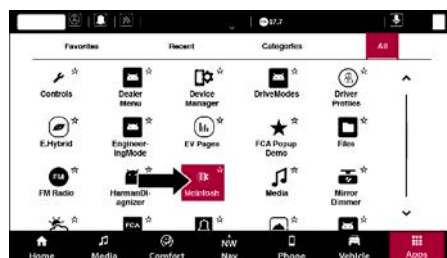 97.7
Favorites Recent Categories All
Controls Dealer Menu Device Manager DriveModes Driver Profiles
E.Hybrid Engineer-ingMode EV Pages FCA Popup Demo Files
FM
FM Radio HarmanDi-agnizer McIntosh Media Mirror Dimmer
FCA
NW
Home Media Comfort Nav Phone Vehicle Apps